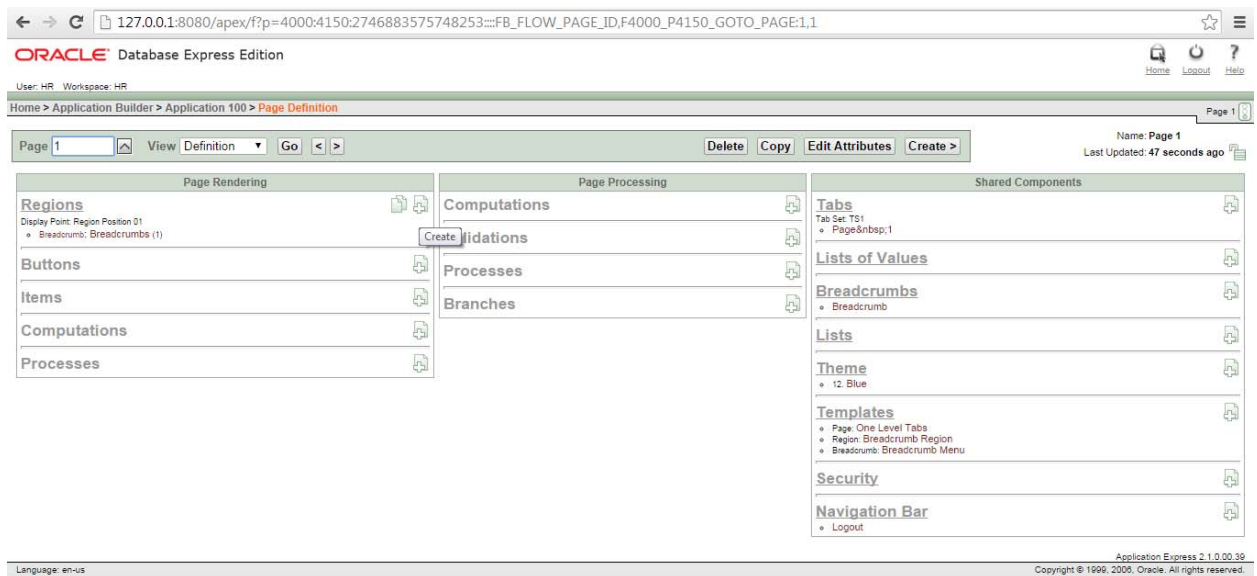 127.0.0.1:8080/apex/f?p=4000:4150:2746883575748253::::FB_FLOW_PAGE_ID,F4000_P4150_GOTO_PAGE:1,1
ORACLE Database Express Edition
Home Logout Help
User: HR Workspace: HR
Home > Application Builder > Application 100 > Page Definition
Page 1
Page 1 View Definition Go < > Delete Copy Edit Attributes Create >
Name: Page 1
Last Updated: 47 seconds ago
Page Rendering
Regions
Display Point: Region Position 01
Breadcrumb: Breadcrumbs (1)
Create
Buttons
Items
Computations
Processes
Page Processing
Computations
lidations
Processes
Branches
Shared Components
Tabs
Tab Set: TS1
Page&nbsp;1
Lists of Values
Breadcrumbs
Breadcrumb
Lists
Theme
12. Blue
Templates
Page: One Level Tabs
Region: Breadcrumb Region
Breadcrumb: Breadcrumb Menu
Security
Navigation Bar
Logout
Application Express 2.1.0.00.39
Language: en-us
Copyright © 1999, 2006, Oracle. All rights reserved.